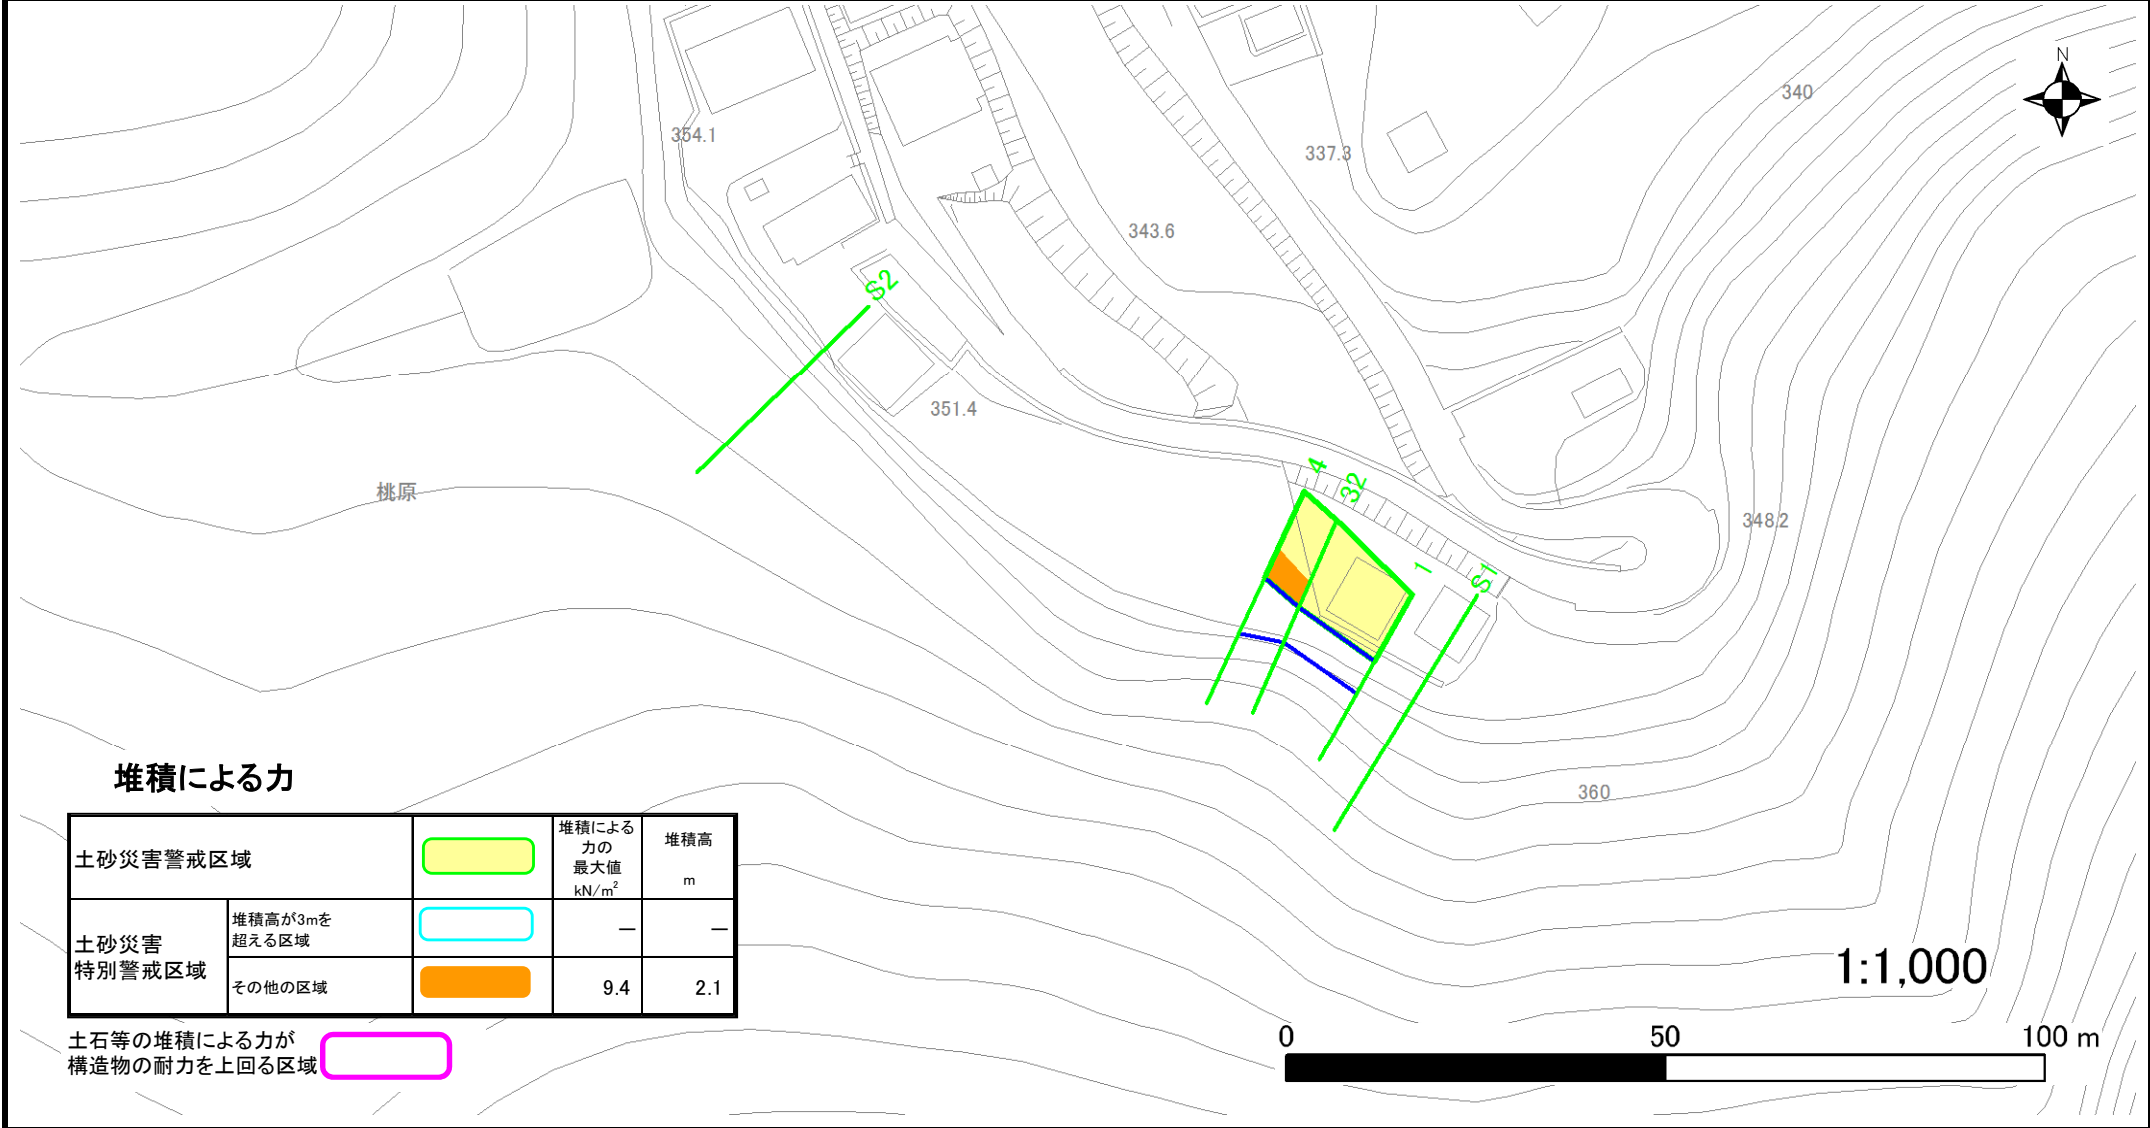 N
340
354.1
337.3
343.6
S2
351.4
桃原
4
32
348.2
1
S1
360
堆積による力
土砂災害警戒区域
堆積による
力の
最大値
kN/m²
堆積高
m
土砂災害
特別警戒区域
堆積高が3mを
超える区域
―
―
その他の区域
9.4
2.1
土石等の堆積による力が
構造物の耐力を上回る区域
1:1,000
0
50
100 m